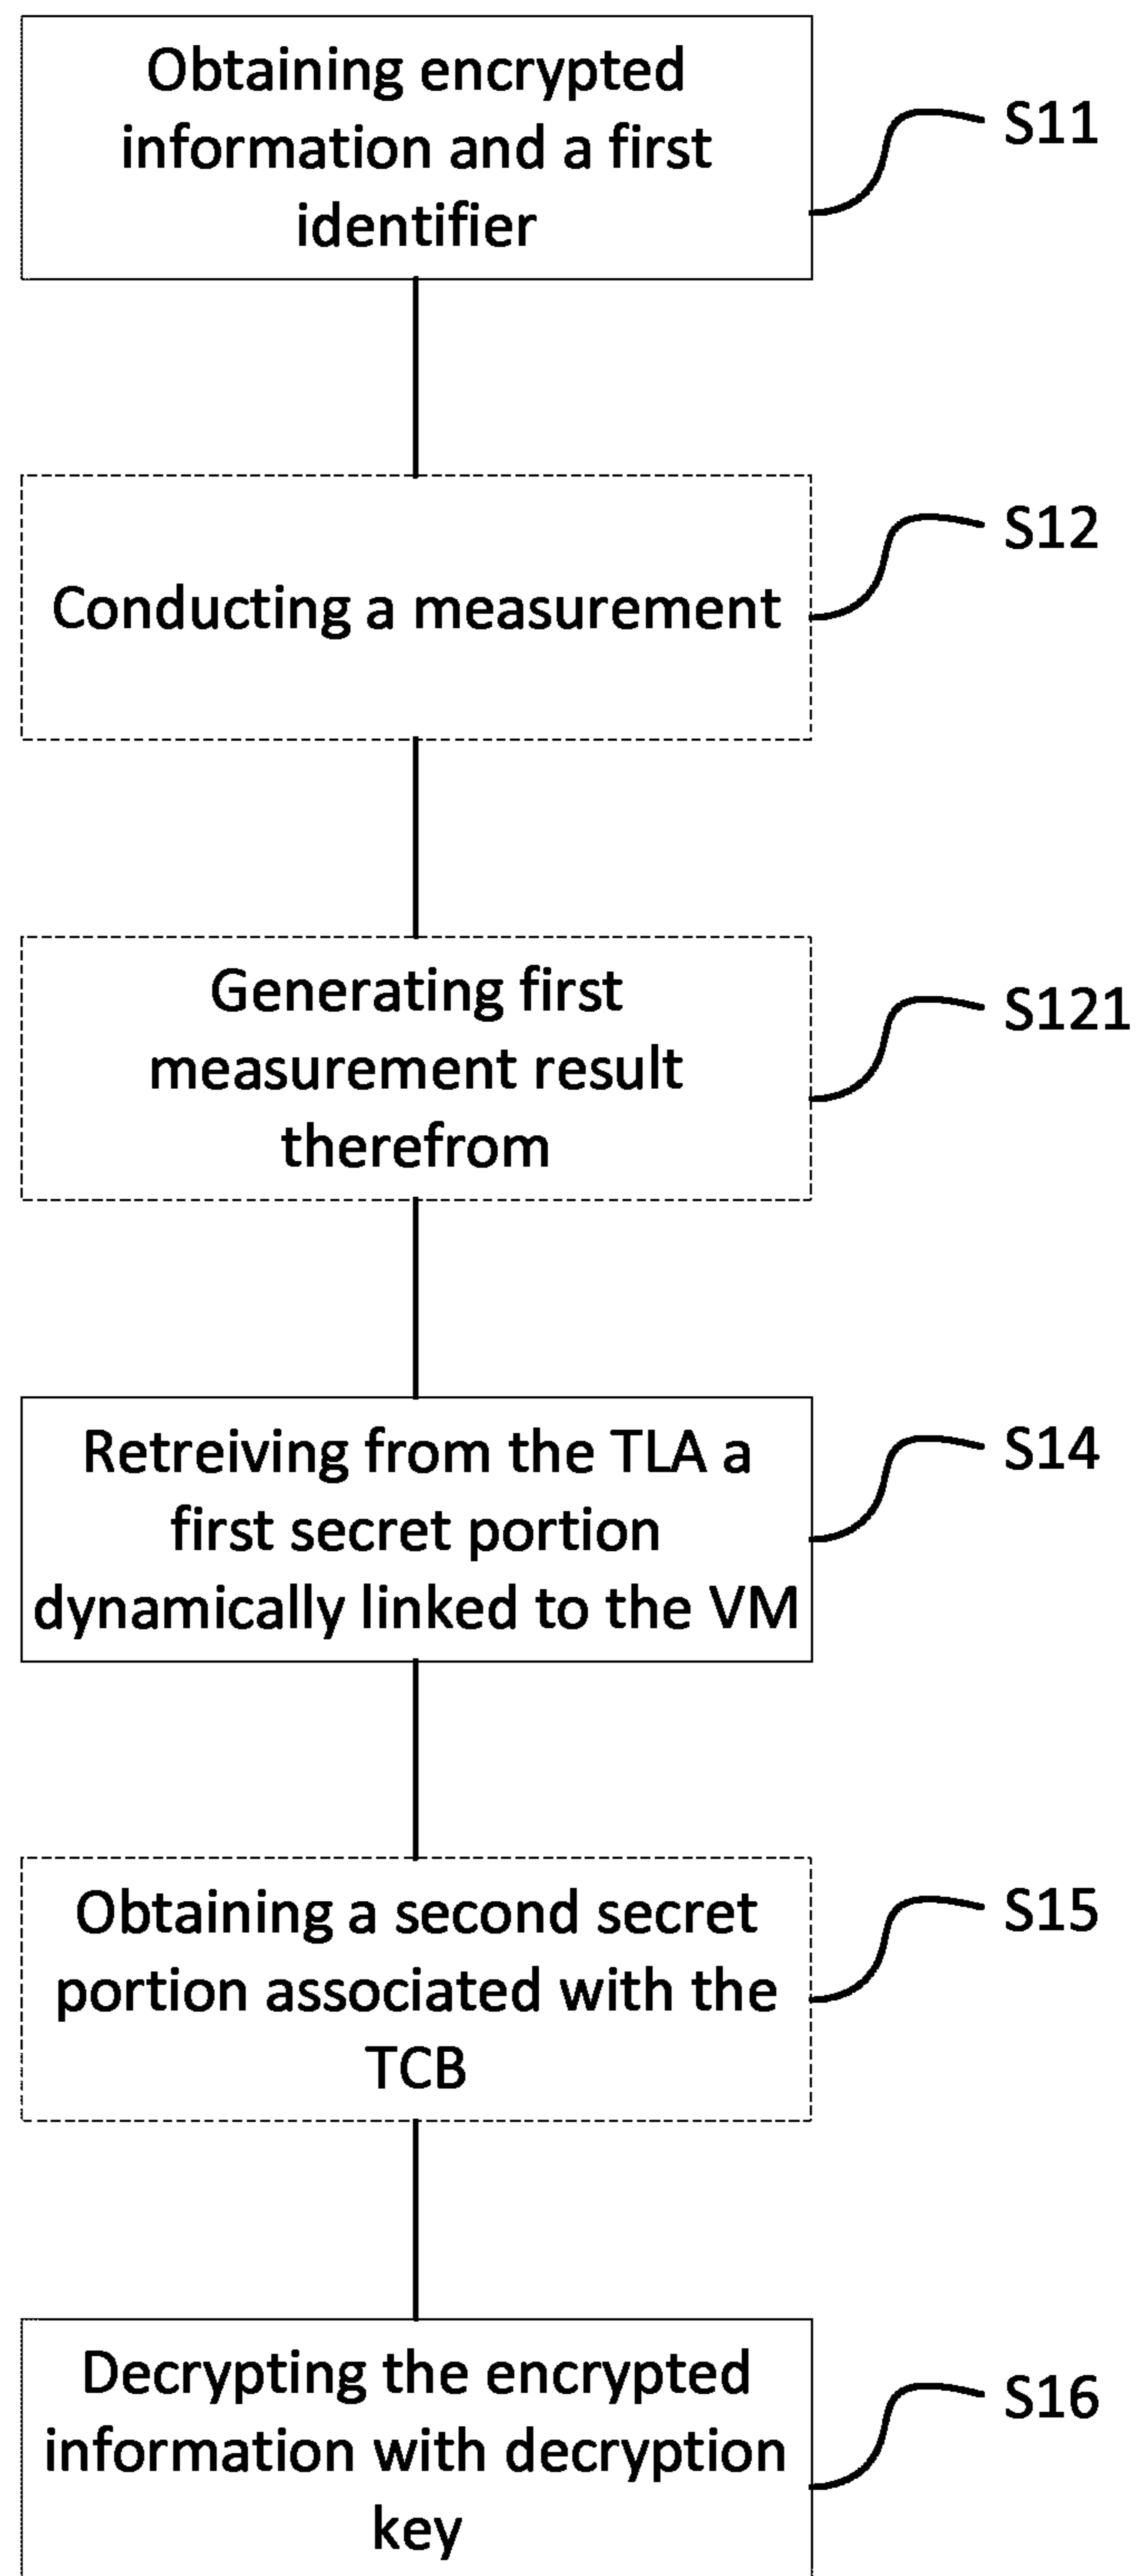 Obtaining encrypted
information and a first
identifier
S11
Conducting a measurement
S12
Generating first
measurement result
therefrom
S121
Retreiving from the TLA a
first secret portion
dynamically linked to the VM
S14
Obtaining a second secret
portion associated with the
TCB
S15
Decrypting the encrypted
information with decryption
key
S16